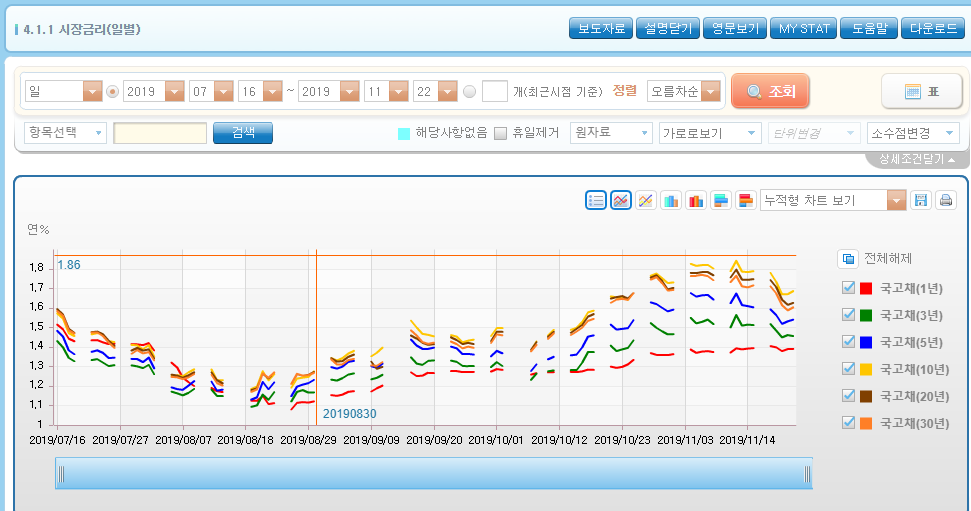 4.1.1 시장금리(일별)
보도자료 설명닫기 영문보기 MY STAT 도움말 다운로드
일 2019 07 16 ~ 2019 11 22 개(최근시점 기준) 정렬 오름차순 조회 표
항목선택 검색 해당사항없음 휴일제거 원자료 가로로보기 단위변경 소수점변경
상세조건닫기
누적형 차트 보기
연%
전체해제
1.86
1,8
1,7
1,6
1,5
1,4
1,3
1,2
1,1
1
20190830
국고채(1년)
국고채(3년)
국고채(5년)
국고채(10년)
국고채(20년)
국고채(30년)
2019/07/16 2019/07/27 2019/08/07 2019/08/18 2019/08/29 2019/09/09 2019/09/20 2019/10/01 2019/10/12 2019/10/23 2019/11/03 2019/11/14